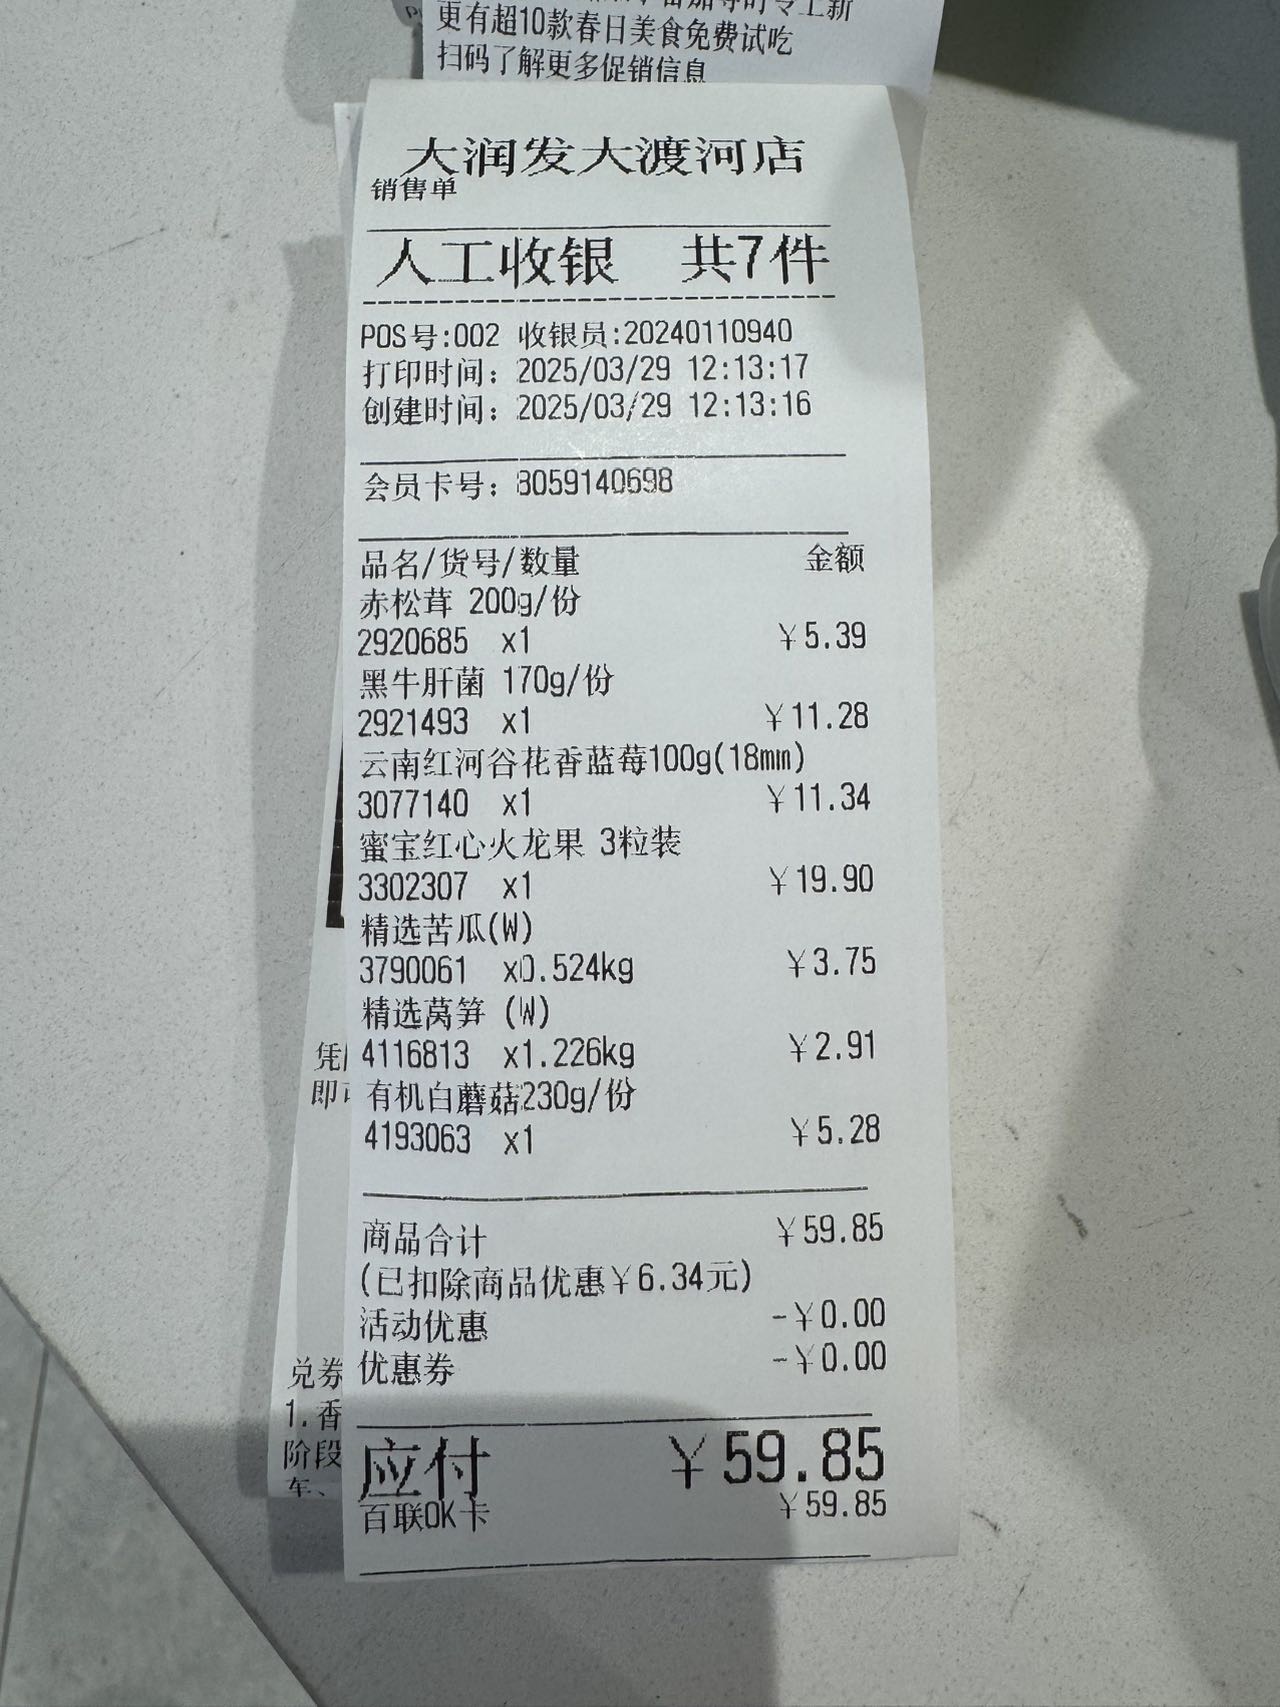 更有超10款春日美食免费试吃
扫码了解更多促销信息
大润发大渡河店
销售单
人工收银 共7件
POS号:002 收银员:20240110940
打印时间: 2025/03/29 12:13:17
创建时间: 2025/03/29 12:13:16
会员卡号: 8059140698
品名/货号/数量 金额
赤松茸 200g/份
2920685 x1 ¥5.39
黑牛肝菌 170g/份
2921493 x1 ¥11.28
云南红河谷花香蓝莓100g(18mm)
3077140 x1 ¥11.34
蜜宝红心火龙果 3粒装
3302307 x1 ¥19.90
精选苦瓜(W)
3790061 x0.524kg ¥3.75
精选莴笋 (W)
4116813 x1.226kg ¥2.91
有机白蘑菇230g/份
4193063 x1 ¥5.28
商品合计 ¥59.85
(已扣除商品优惠¥6.34元)
活动优惠 -¥0.00
优惠券 -¥0.00
应付 ¥59.85
百联OK卡 ¥59.85
凭
即
兑券
1.香
阶段
车、